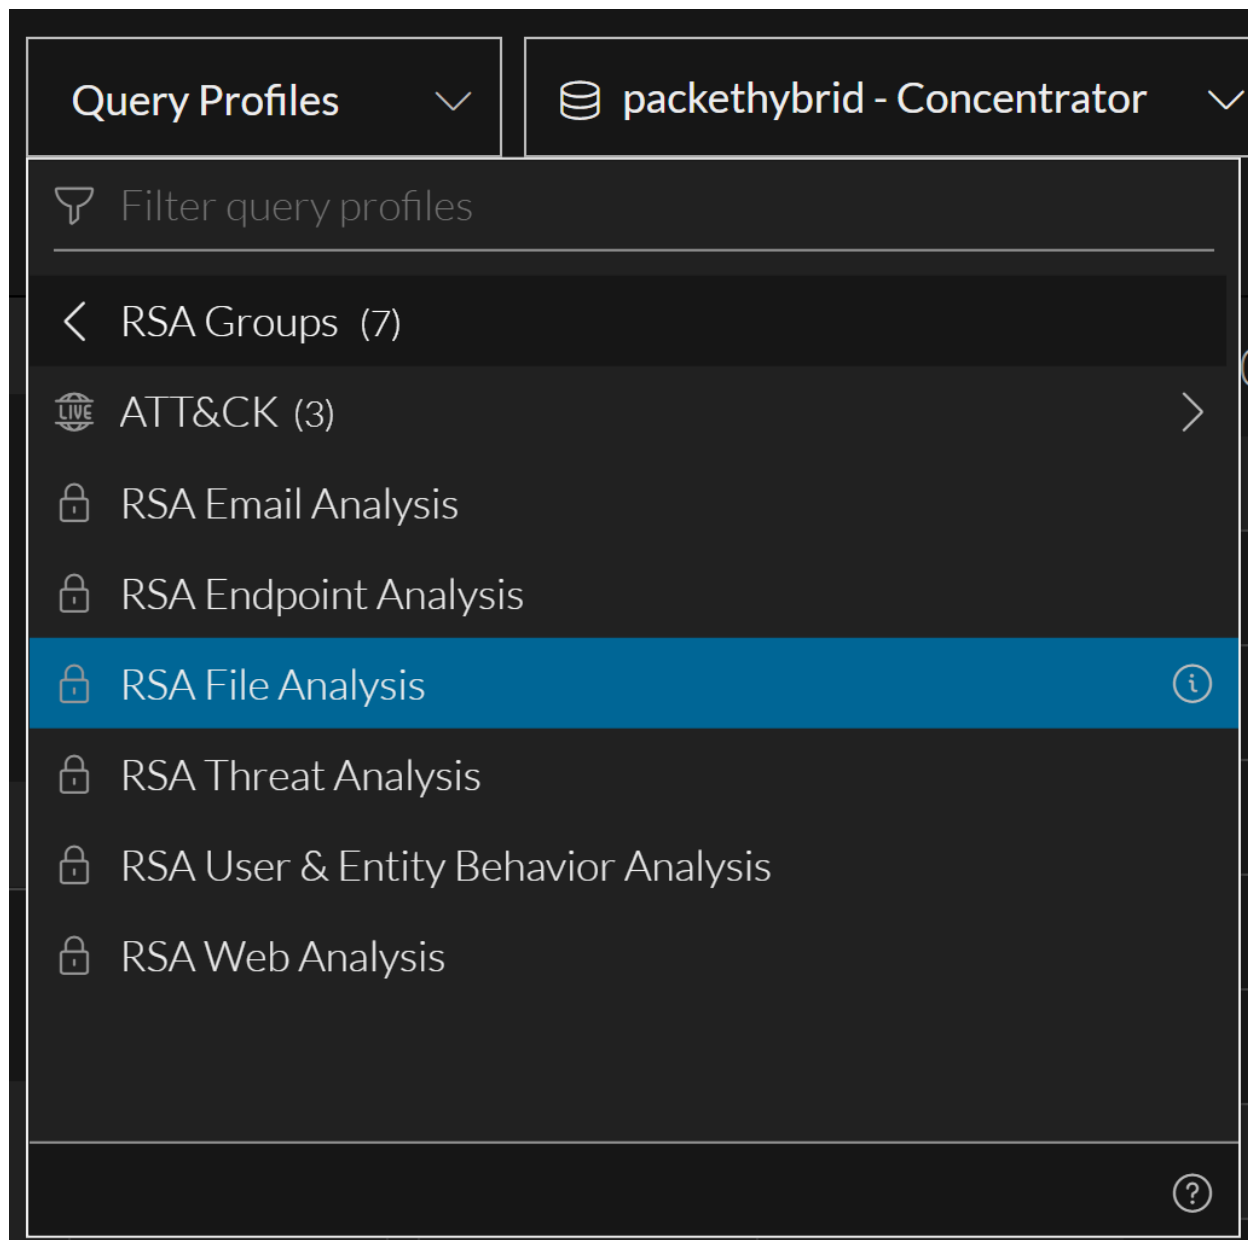 Query Profiles
packethybrid - Concentrator
Filter query profiles
RSA Groups (7)
LIVE ATT&CK (3)
RSA Email Analysis
RSA Endpoint Analysis
RSA File Analysis
RSA Threat Analysis
RSA User & Entity Behavior Analysis
RSA Web Analysis